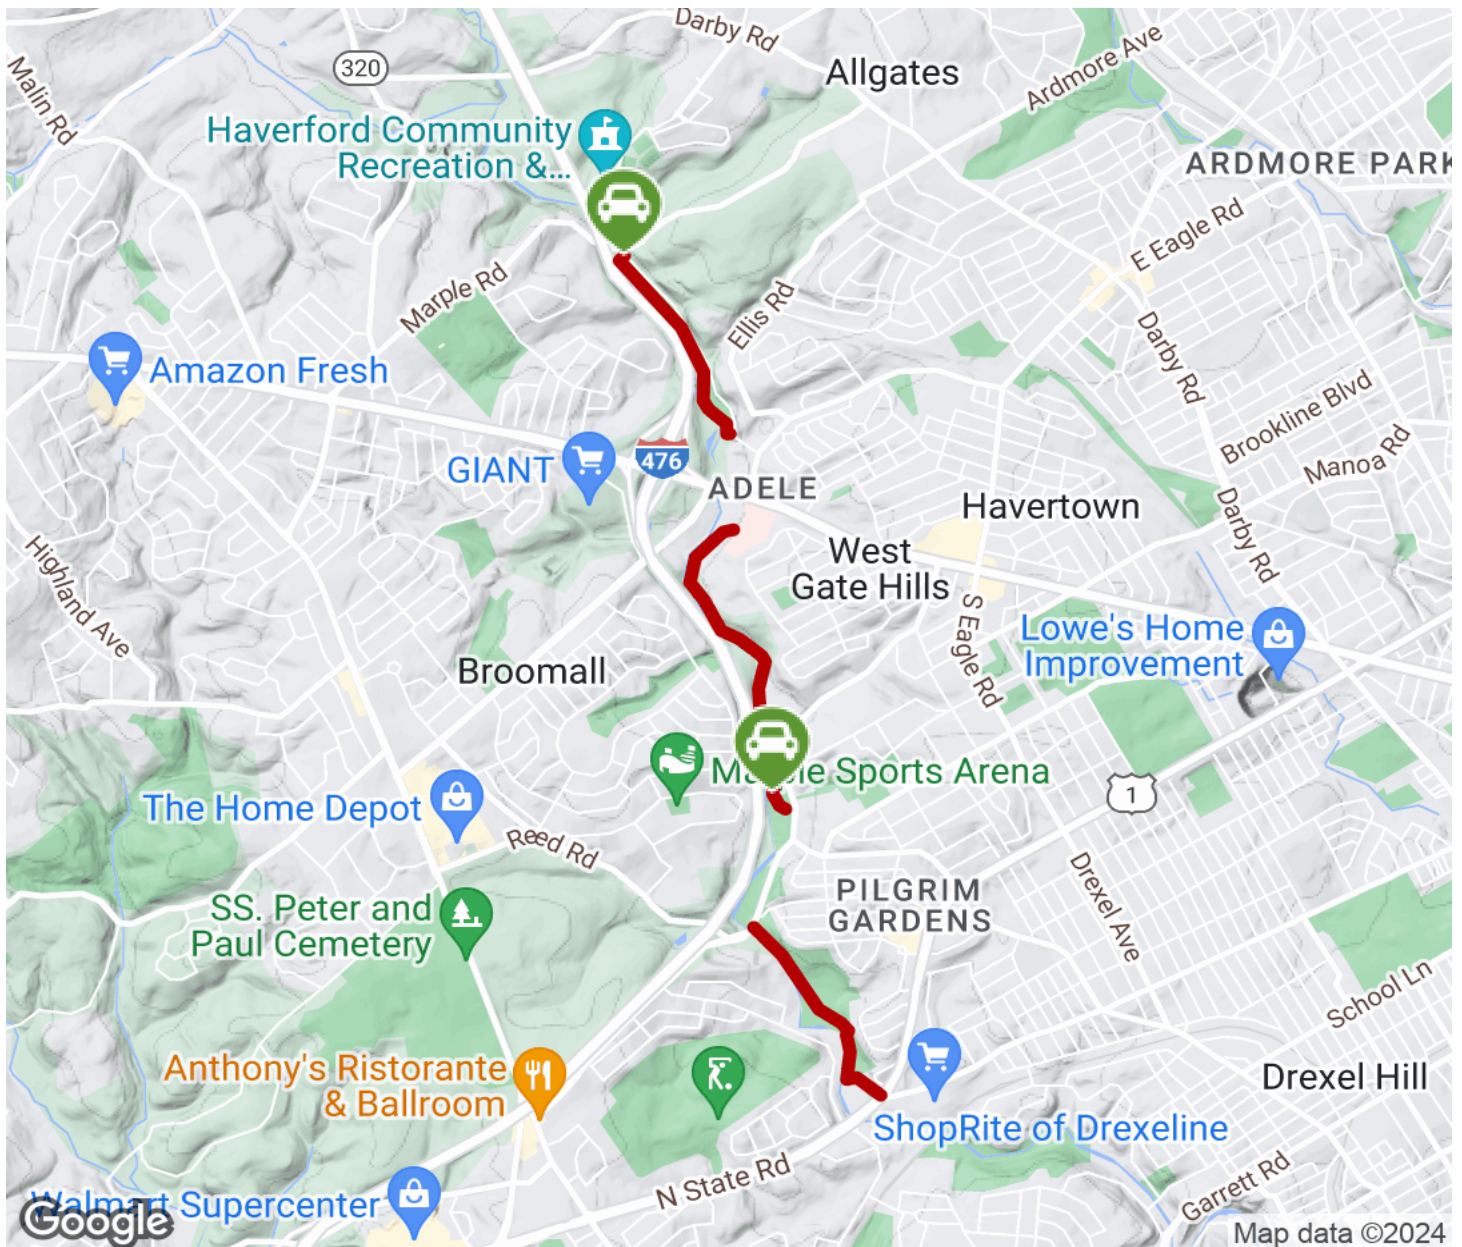 Darby Rd
Allgates
Ardmore Ave
320
Malin Rd
Haverford Community
Recreation &...
ARDMORE PARK
E Eagle Rd
Marple Rd
Ellis Rd
Darby Rd
Amazon Fresh
Brookline Blvd
Manoa Rd
GIANT
476
ADELE
Havertown
Darby Rd
West
Gate Hills
Highland Ave
S Eagle Rd
Lowe's Home
Improvement
Broomall
Sports Arena
1
The Home Depot
Reed Rd
Drexel Ave
PILGRIM
GARDENS
SS. Peter and
Paul Cemetery
School Ln
Anthony's Ristorante
& Ballroom
Drexel Hill
ShopRite of Drexeline
N State Rd
Garrett Rd
Walmart Supercenter
Google
Map data ©2024